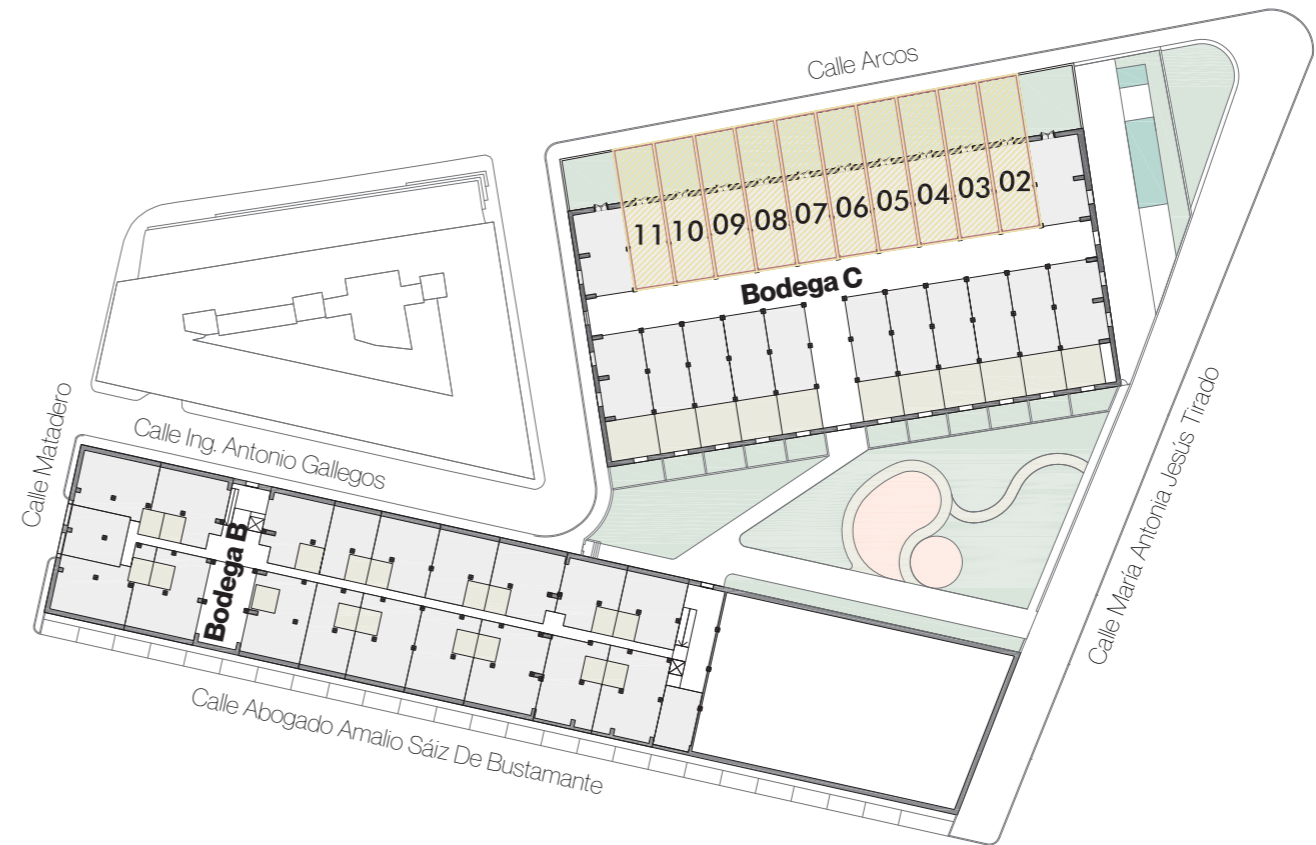 Calle Arcos
11 10 09 08 07 06 05 04 03 02
Bodega C
Calle Matadero
Calle Ing. Antonio Gallegos
Bodega B
Calle María Antonia Jesús Tirado
Calle Abogado Amalio Sáiz De Bustamante